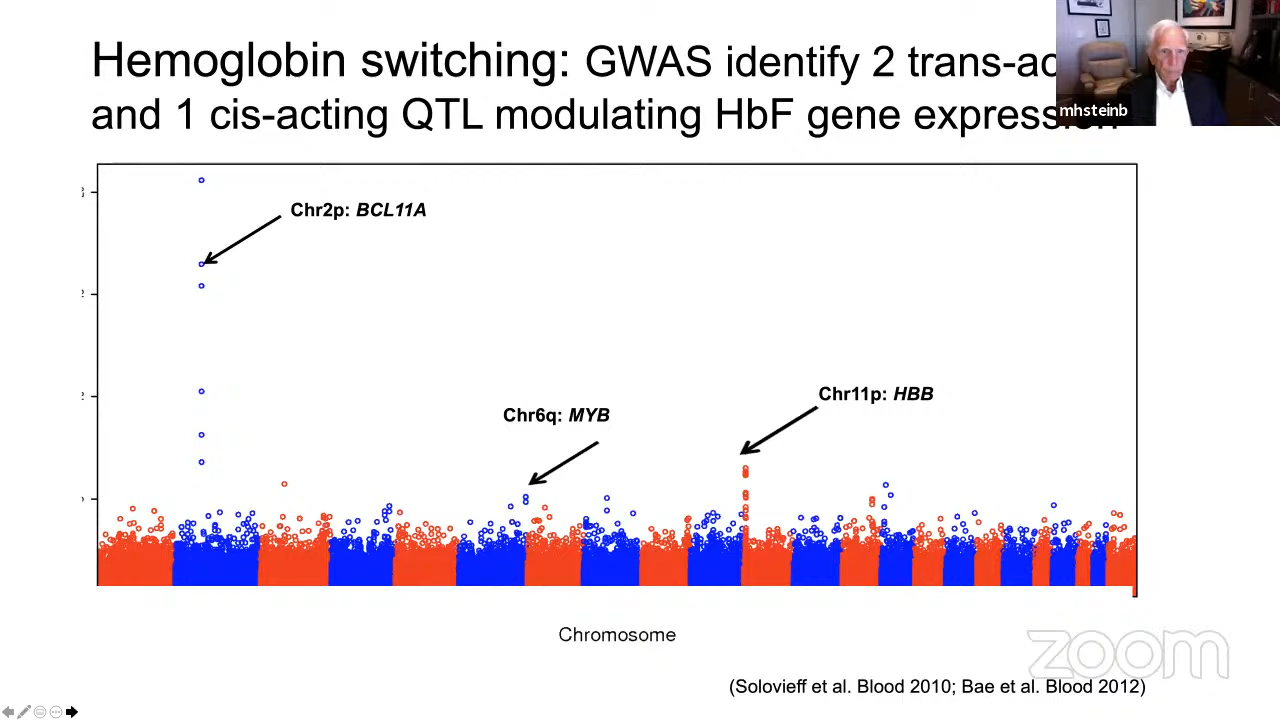 Hemoglobin switching: GWAS identify 2 trans-ac
and 1 cis-acting QTL modulating HbF gene expression
mhsteinb
Chr2p: BCL11A
Chr11p: HBB
Chr6q: MYB
Chromosome
zoom
(Solovieff et al. Blood 2010; Bae et al. Blood 2012)